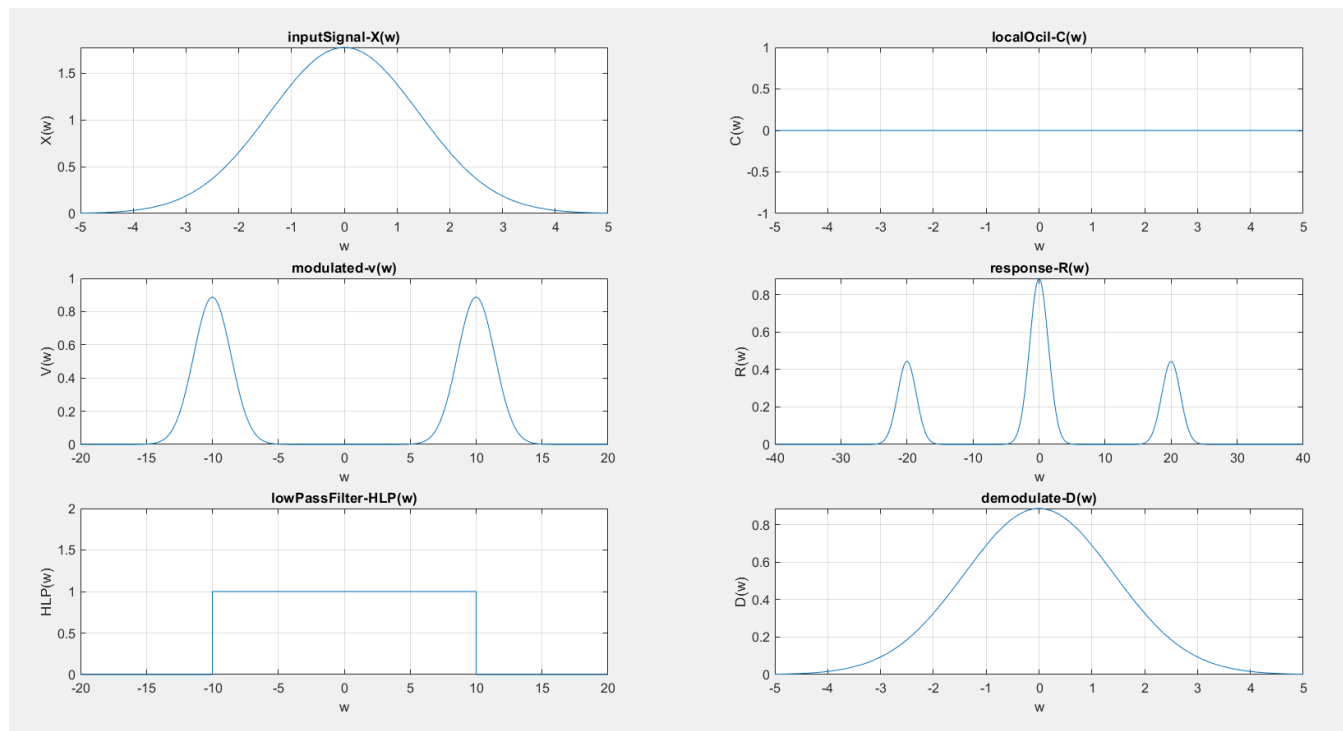 inputSignal-X(w)
X(w)
1.5
1
0.5
0
-5 -4 -3 -2 -1 0 1 2 3 4 5
w
localOcil-C(w)
C(w)
1
0.5
0
-0.5
-1
-5 -4 -3 -2 -1 0 1 2 3 4 5
w
modulated-v(w)
V(w)
1
0.8
0.6
0.4
0.2
0
-20 -15 -10 -5 0 5 10 15 20
w
response-R(w)
R(w)
0.8
0.6
0.4
0.2
0
-40 -30 -20 -10 0 10 20 30 40
w
lowPassFilter-HLP(w)
HLP(w)
2
1.5
1
0.5
0
-20 -15 -10 -5 0 5 10 15 20
w
demodulate-D(w)
D(w)
0.8
0.6
0.4
0.2
0
-5 -4 -3 -2 -1 0 1 2 3 4 5
w